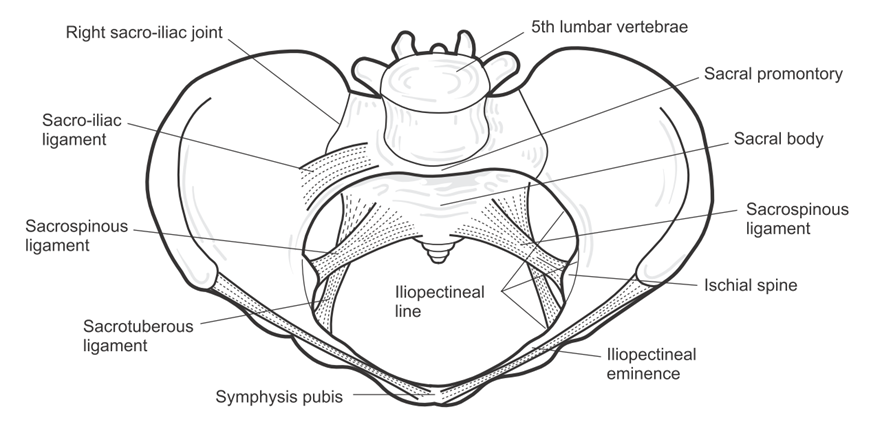 Right sacro-iliac joint
5th lumbar vertebrae
Sacral promontory
Sacro-iliac
ligament
Sacral body
Sacrospinous
ligament
Sacrospinous
ligament
Iliopectineal
line
Ischial spine
Sacrotuberous
ligament
Iliopectineal
eminence
Symphysis pubis